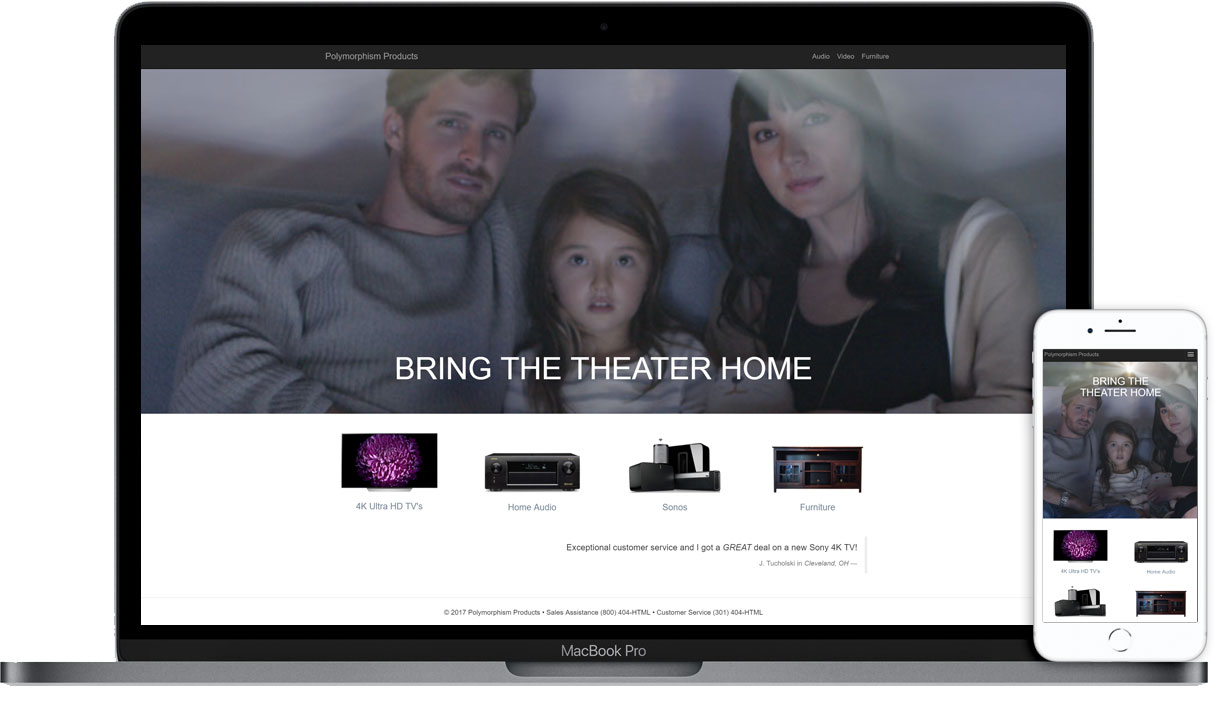 Polymorphism Products
Audio Video Furniture
BRING THE THEATER HOME
4K Ultra HD TV's
Home Audio
Sonos
Furniture
Exceptional customer service and I got a GREAT deal on a new Sony 4K TV!
J. Tucholski in Cleveland, OH —
© 2017 Polymorphism Products • Sales Assistance (800) 404-HTML • Customer Service (301) 404-HTML
MacBook Pro
Polymorphism Products
BRING THE
THEATER HOME
4K Ultra HD TV's
Home Audio